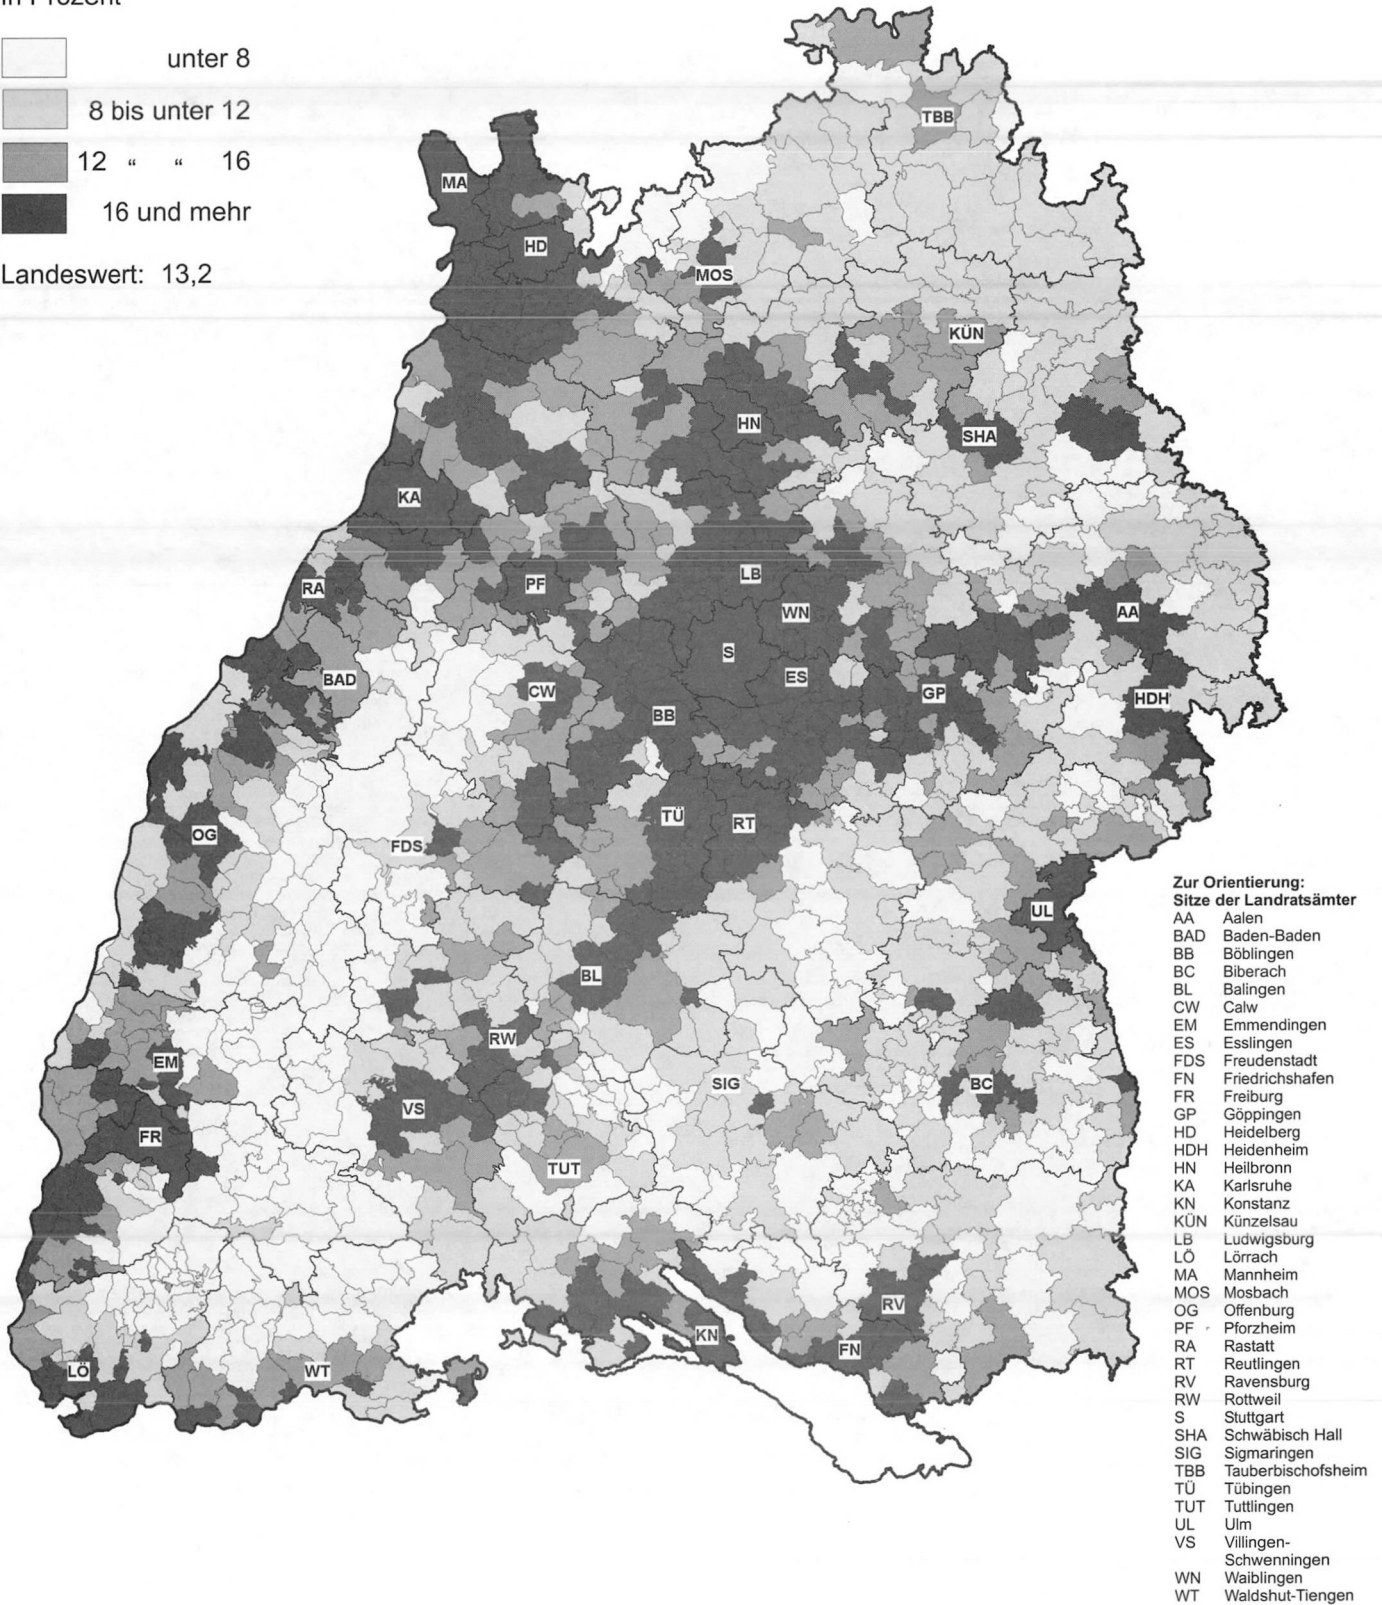 in Prozent
unter 8
8 bis unter 12
12 “ “ 16
16 und mehr
Landeswert: 13,2
TBB
MA
HD
MOS
KÜN
HN
SHA
KA
LB
PF
RA
WN
AA
S
BAD
ES
CW
GP
HDH
BB
TÜ
RT
OG
FDS
UL
BL
RW
EM
SIG
BC
VS
FR
TUT
RV
KN
FN
LÖ
WT
Zur Orientierung:
Sitze der Landratsämter
AA Aalen
BAD Baden-Baden
BB Böblingen
BC Biberach
BL Balingen
CW Calw
EM Emmendingen
ES Esslingen
FDS Freudenstadt
FN Friedrichshafen
FR Freiburg
GP Göppingen
HD Heidelberg
HDH Heidenheim
HN Heilbronn
KA Karlsruhe
KN Konstanz
KÜN Künzelsau
LB Ludwigsburg
LÖ Lörrach
MA Mannheim
MOS Mosbach
OG Offenburg
PF Pforzheim
RA Rastatt
RT Reutlingen
RV Ravensburg
RW Rottweil
S Stuttgart
SHA Schwäbisch Hall
SIG Sigmaringen
TBB Tauberbischofsheim
TÜ Tübingen
TUT Tuttlingen
UL Ulm
VS Villingen-
Schwenningen
WN Waiblingen
WT Waldshut-Tiengen